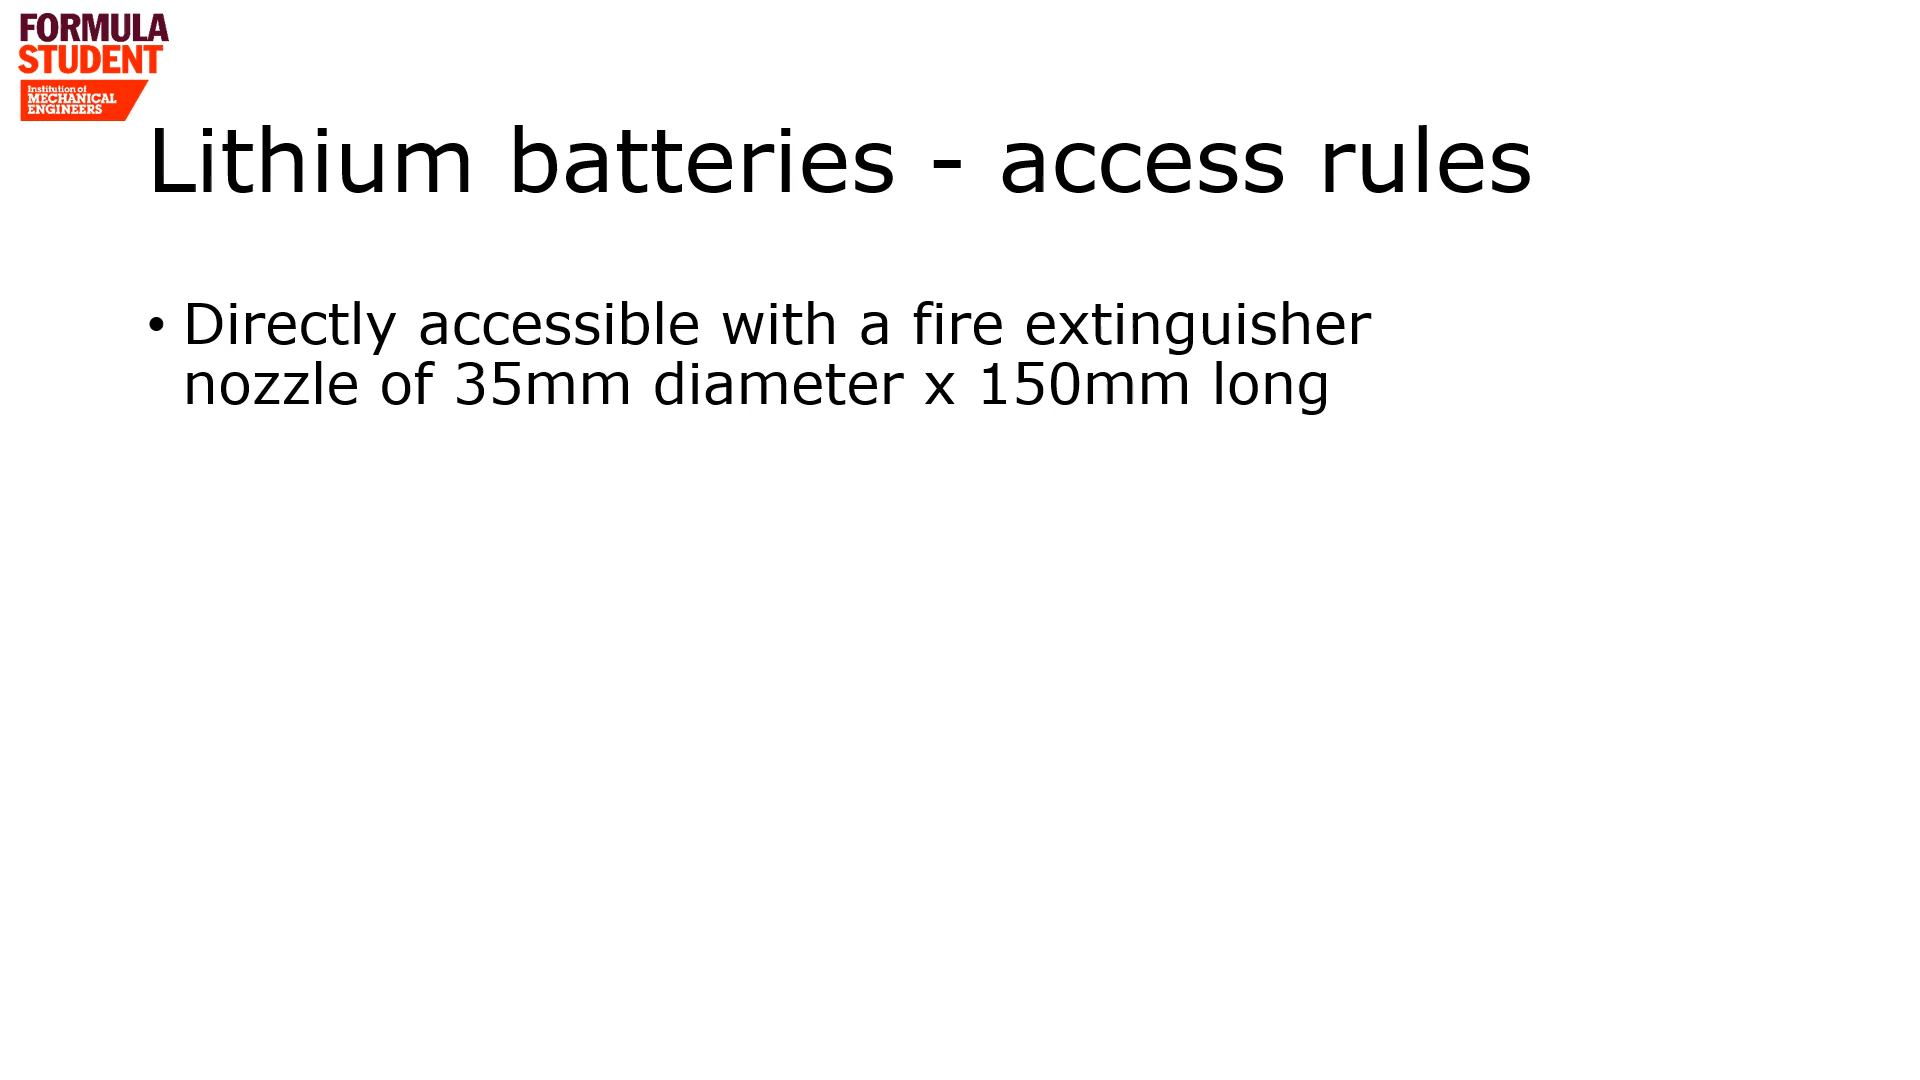 FORMULA
STUDENT
Institution of
MECHANICAL
ENGINEERS
Lithium batteries - access rules
• Directly accessible with a fire extinguisher
nozzle of 35mm diameter x 150mm long